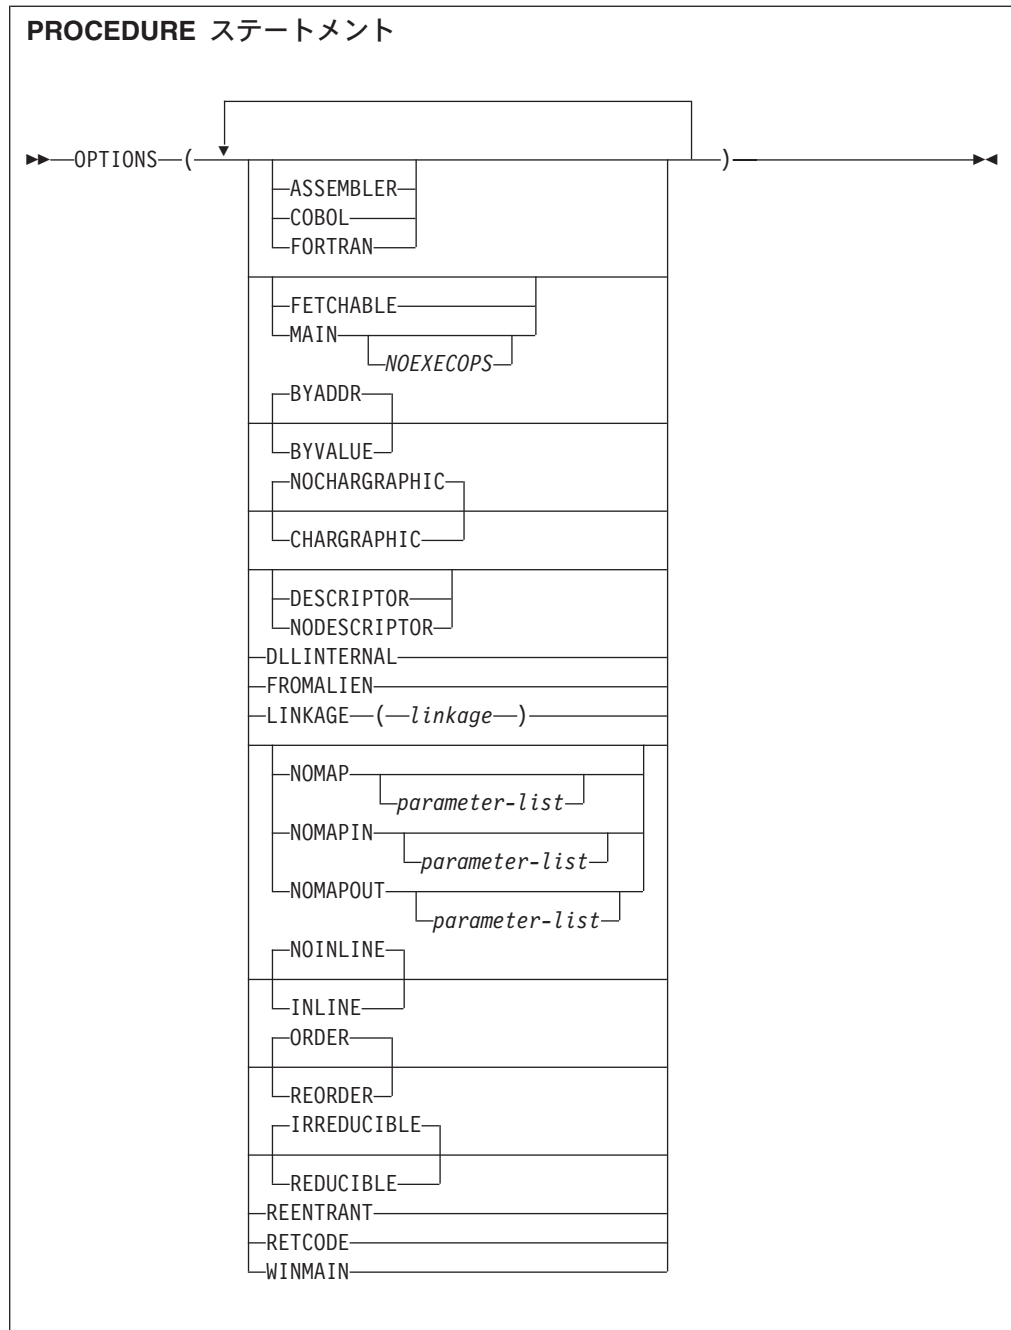 PROCEDURE ステートメント
OPTIONS ( )
ASSEMBLER
COBOL
FORTRAN
FETCHABLE
MAIN
NOEXECOPS
BYADDR
BYVALUE
NOCHARGRAPHIC
CHARGRAPHIC
DESCRIPTOR
NODESCRIPTOR
DLLINTERNAL
FROMALIEN
LINKAGE ( linkage )
NOMAP
parameter-list
NOMAPIN
parameter-list
NOMAPOUT
parameter-list
NOINLINE
INLINE
ORDER
REORDER
IRREDUCIBLE
REDUCIBLE
REENTRANT
RETCODE
WINMAIN